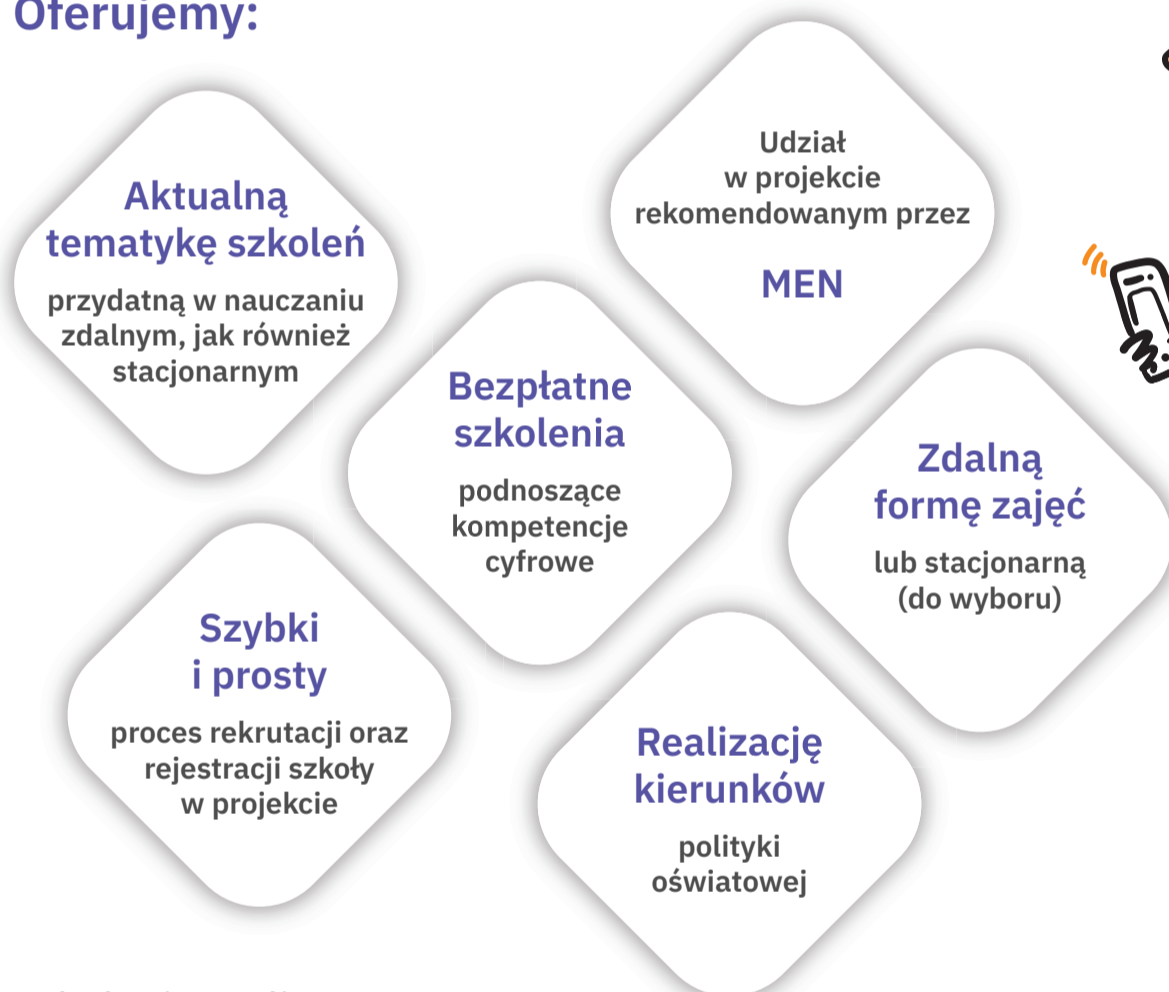 Oferujemy:
Aktualną
tematykę szkoleń
przydatną w nauczaniu
zdalnym, jak również
stacjonarnym
Udział
w projekcie
rekomendowanym przez
MEN
Bezpłatne
szkolenia
podnoszące
kompetencje
cyfrowe
Zdalną
formę zajęć
lub stacjonarną
(do wyboru)
Szybki
i prosty
proces rekrutacji oraz
rejestracji szkoły
w projekcie
Realizację
kierunków
polityki
oświatowej